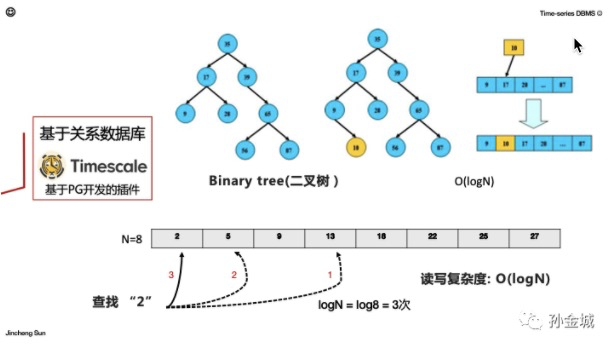 Time-series DBMS
35
17
39
9
28
65
56
87
35
17
39
9
28
65
10
56
87
10
9 17 28 ... 87
9 10 17 28 ... 87
基于关系数据库
Timescale
基于PG开发的插件
Binary tree(二叉树)
O(logN)
N=8
2 5 9 13 18 22 25 27
3 2 1
查找 “2”
logN = log8 = 3次
读写复杂度: O(logN)
孙金城
Jincheng Sun